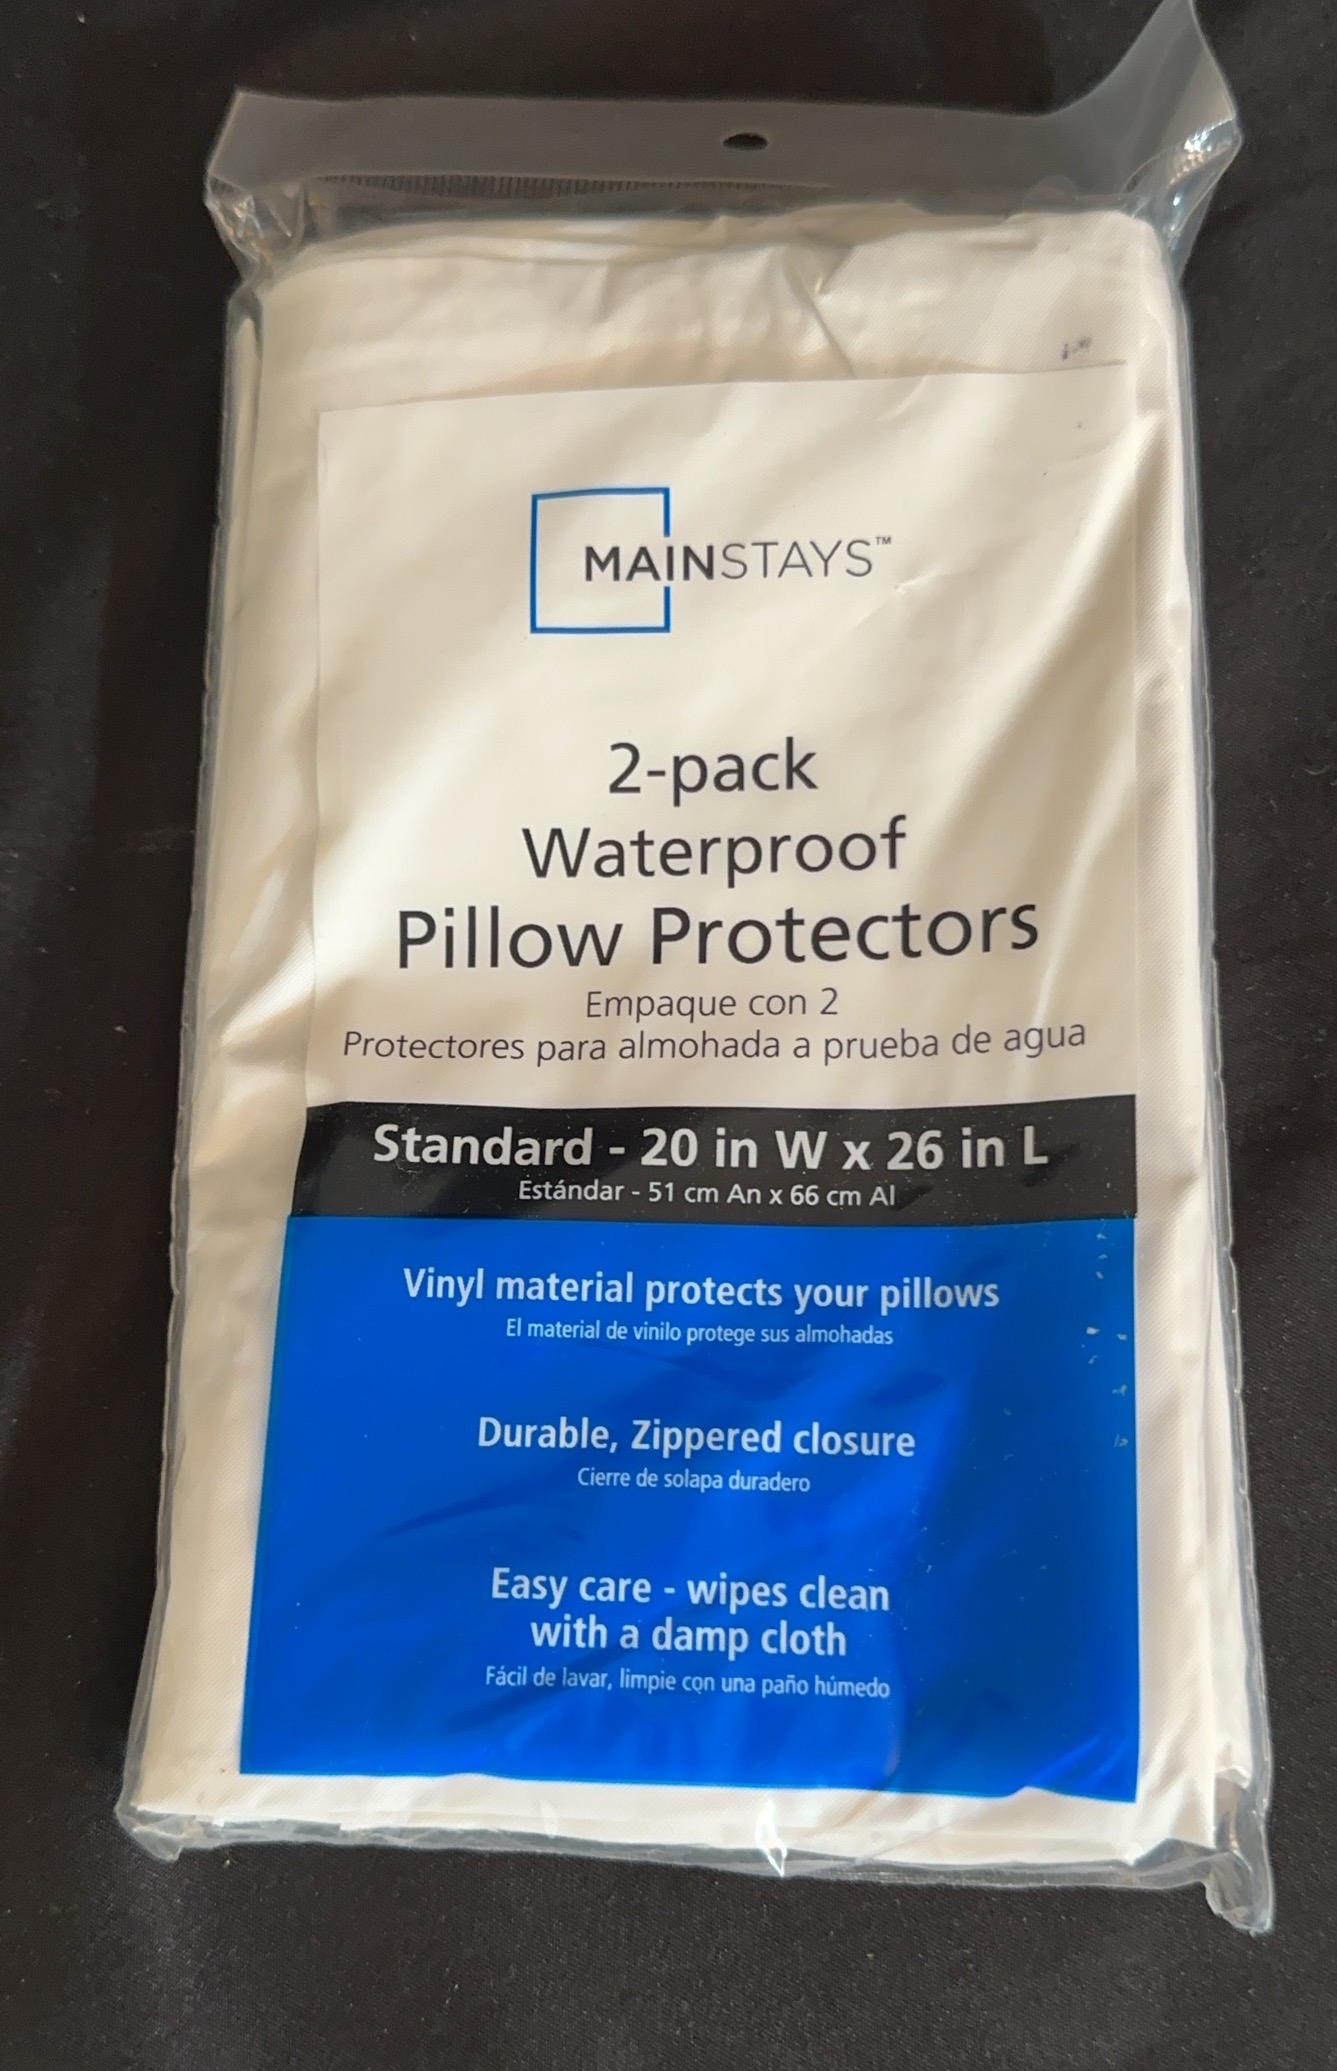 MAINSTAYS™
2-pack
Waterproof
Pillow Protectors
Empaque con 2
Protectores para almohada a prueba de agua
Standard - 20 in W x 26 in L
Estándar - 51 cm An x 66 cm Al
Vinyl material protects your pillows
El material de vinilo protege sus almohadas
Durable, Zippered closure
Cierre de solapa duradero
Easy care - wipes clean
with a damp cloth
Fácil de lavar, limpie con una paño húmedo